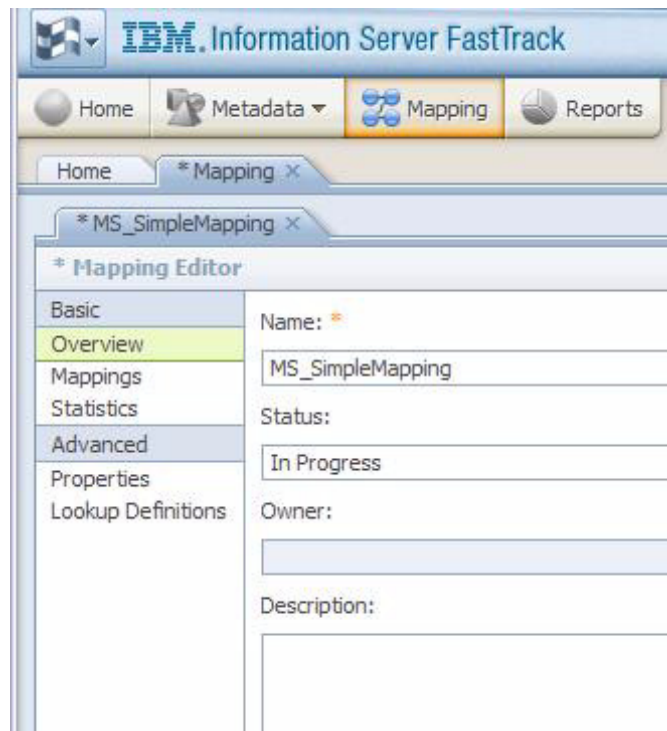 IBM. Information Server FastTrack
Home Metadata Mapping Reports
Home * Mapping ×
* MS_SimpleMapping ×
* Mapping Editor
Basic
Overview
Mappings
Statistics
Advanced
Properties
Lookup Definitions
Name: *
MS_SimpleMapping
Status:
In Progress
Owner:
Description: